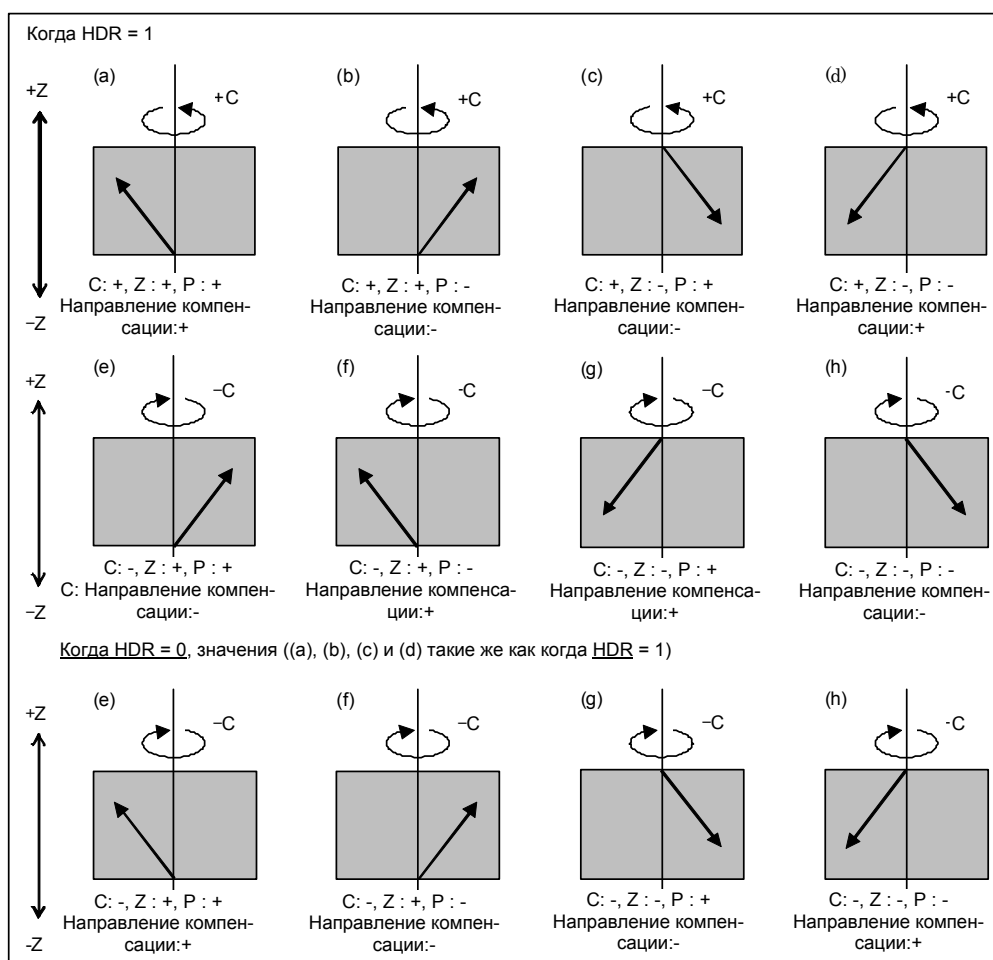 Когда HDR = 1
(a) (b) (c) (d)
+Z +C +C +C +C
C: +, Z : +, P : + C: +, Z : +, P : - C: +, Z : -, P : + C: +, Z : -, P : -
Направление компен- Направление компен- Направление компен- Направление компен-
–Z сации:+ сации:- сации:- сации:+
(e) (f) (g) (h)
+Z –C -C –C -C
C: -, Z : +, P : + C: -, Z : +, P : - C: -, Z : -, P : + C: -, Z : -, P : -
C: Направление компен- Направление компенса- Направление компенса- Направление компен-
–Z сации:- ции:+ ции:+ сации:-
Когда HDR = 0, значения ((a), (b), (c) и (d) такие же как когда HDR = 1)
(e) (f) (g) (h)
+Z –C –C –C -C
C: -, Z : +, P : + C: -, Z : +, P : - C: -, Z : -, P : + C: -, Z : -, P : -
Направление компен- Направление компен- Направление компен- Направление компен-
-Z сации:+ сации:- сации:- сации:+